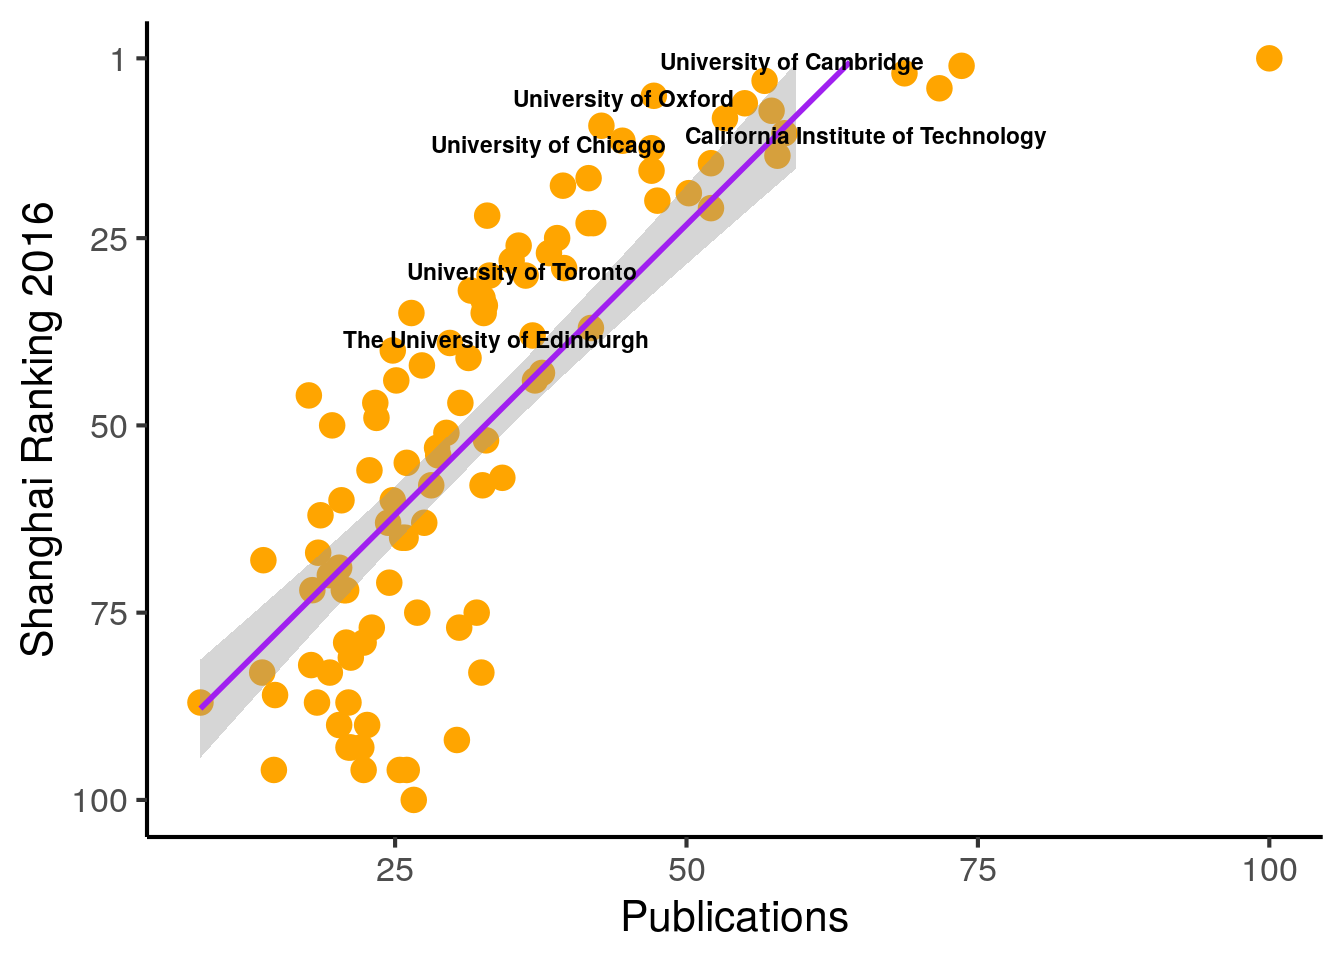 1
University of Cambridge
University of Oxford
California Institute of Technology
University of Chicago
25
University of Toronto
The University of Edinburgh
50
75
100
Shanghai Ranking 2016
25 50 75 100
Publications